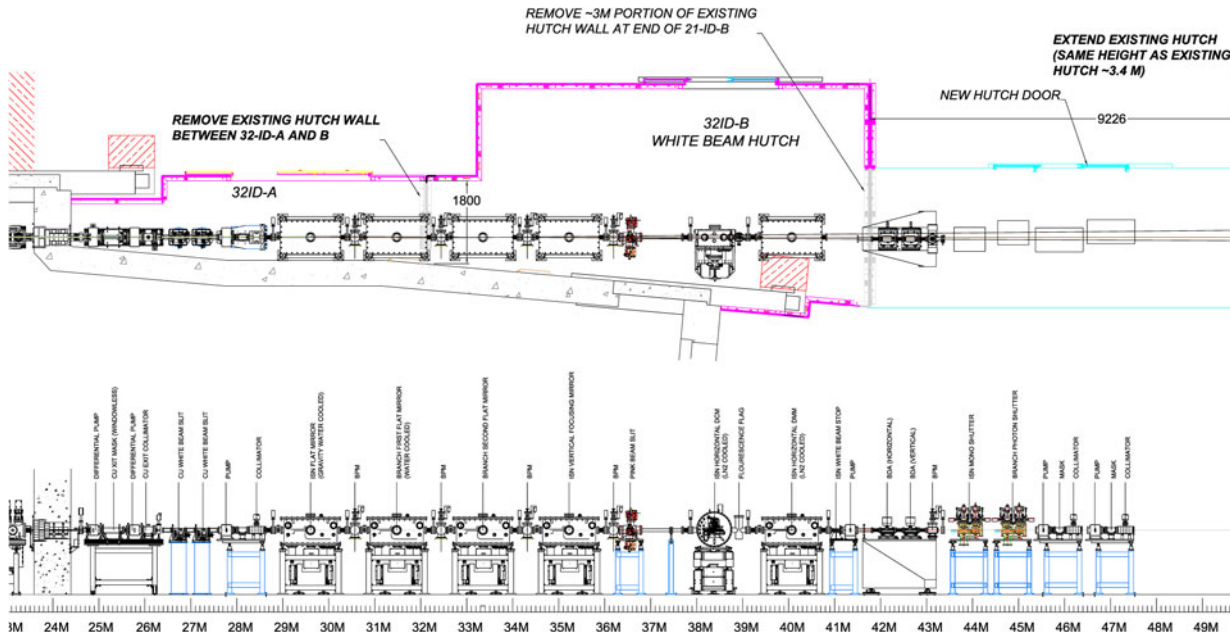 REMOVE ~3M PORTION OF EXISTING
HUTCH WALL AT END OF 21-ID-B
EXTEND EXISTING HUTCH
(SAME HEIGHT AS EXISTING
HUTCH ~3.4 M)
NEW HUTCH DOOR
9226
REMOVE EXISTING HUTCH WALL
BETWEEN 32-ID-A AND B
32ID-B
WHITE BEAM HUTCH
32ID-A
1800
DIFFERENTIAL PUMP
CU XIT MASK (WINDOWLESS)
DIFFERENTIAL PUMP
CU EXIT COLLIMATOR
CU WHITE BEAM SLIT
CU WHITE BEAM SLIT
PUMP
COLLIMATOR
ISN FLAT MIRROR
(GRAVITY WATER COOLED)
BPM
BRANCH FIRST FLAT MIRROR
(WATER COOLED)
BPM
BRANCH SECOND FLAT MIRROR
BPM
ISN VERTICAL FOCUSING MIRROR
BPM
PINK BEAM SLIT
ISN HORIZONTAL DCM
(LN2 COOLED)
FLOURESCENCE FLAG
ISN HORIZONTAL DMM
(LN2 COOLED)
ISN WHITE BEAM STOP
PUMP
BDA (HORIZONTAL)
BDA (VERTICAL)
BPM
ISN MONO SHUTTER
BRANCH PHOTON SHUTTER
PUMP
MASK
COLLIMATOR
PUMP
MASK
COLLIMATOR
3M 24M 25M 26M 27M 28M 29M 30M 31M 32M 33M 34M 35M 36M 37M 38M 39M 40M 41M 42M 43M 44M 45M 46M 47M 48M 49M